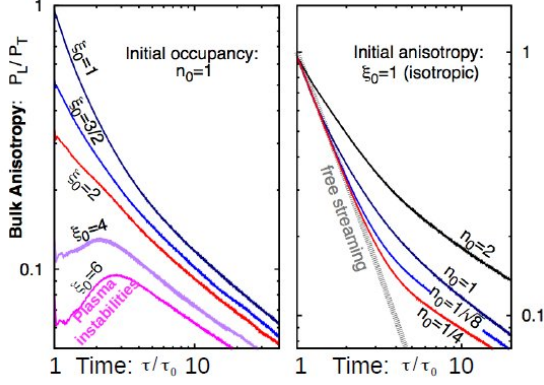 Bulk Anisotropy: P_L/P_T
1
0.1
Initial occupancy:
n₀=1
ξ₀=1
ξ₀=3/2
ξ₀=2
ξ₀=4
ξ₀=6
Plasma
instabilities
1 Time: τ/τ₀ 10
Initial anisotropy:
ξ₀=1 (isotropic)
free streaming
n₀=2
n₀=1
n₀=1/√8
n₀=1/4
1
0.1
1 Time: τ/τ₀ 10